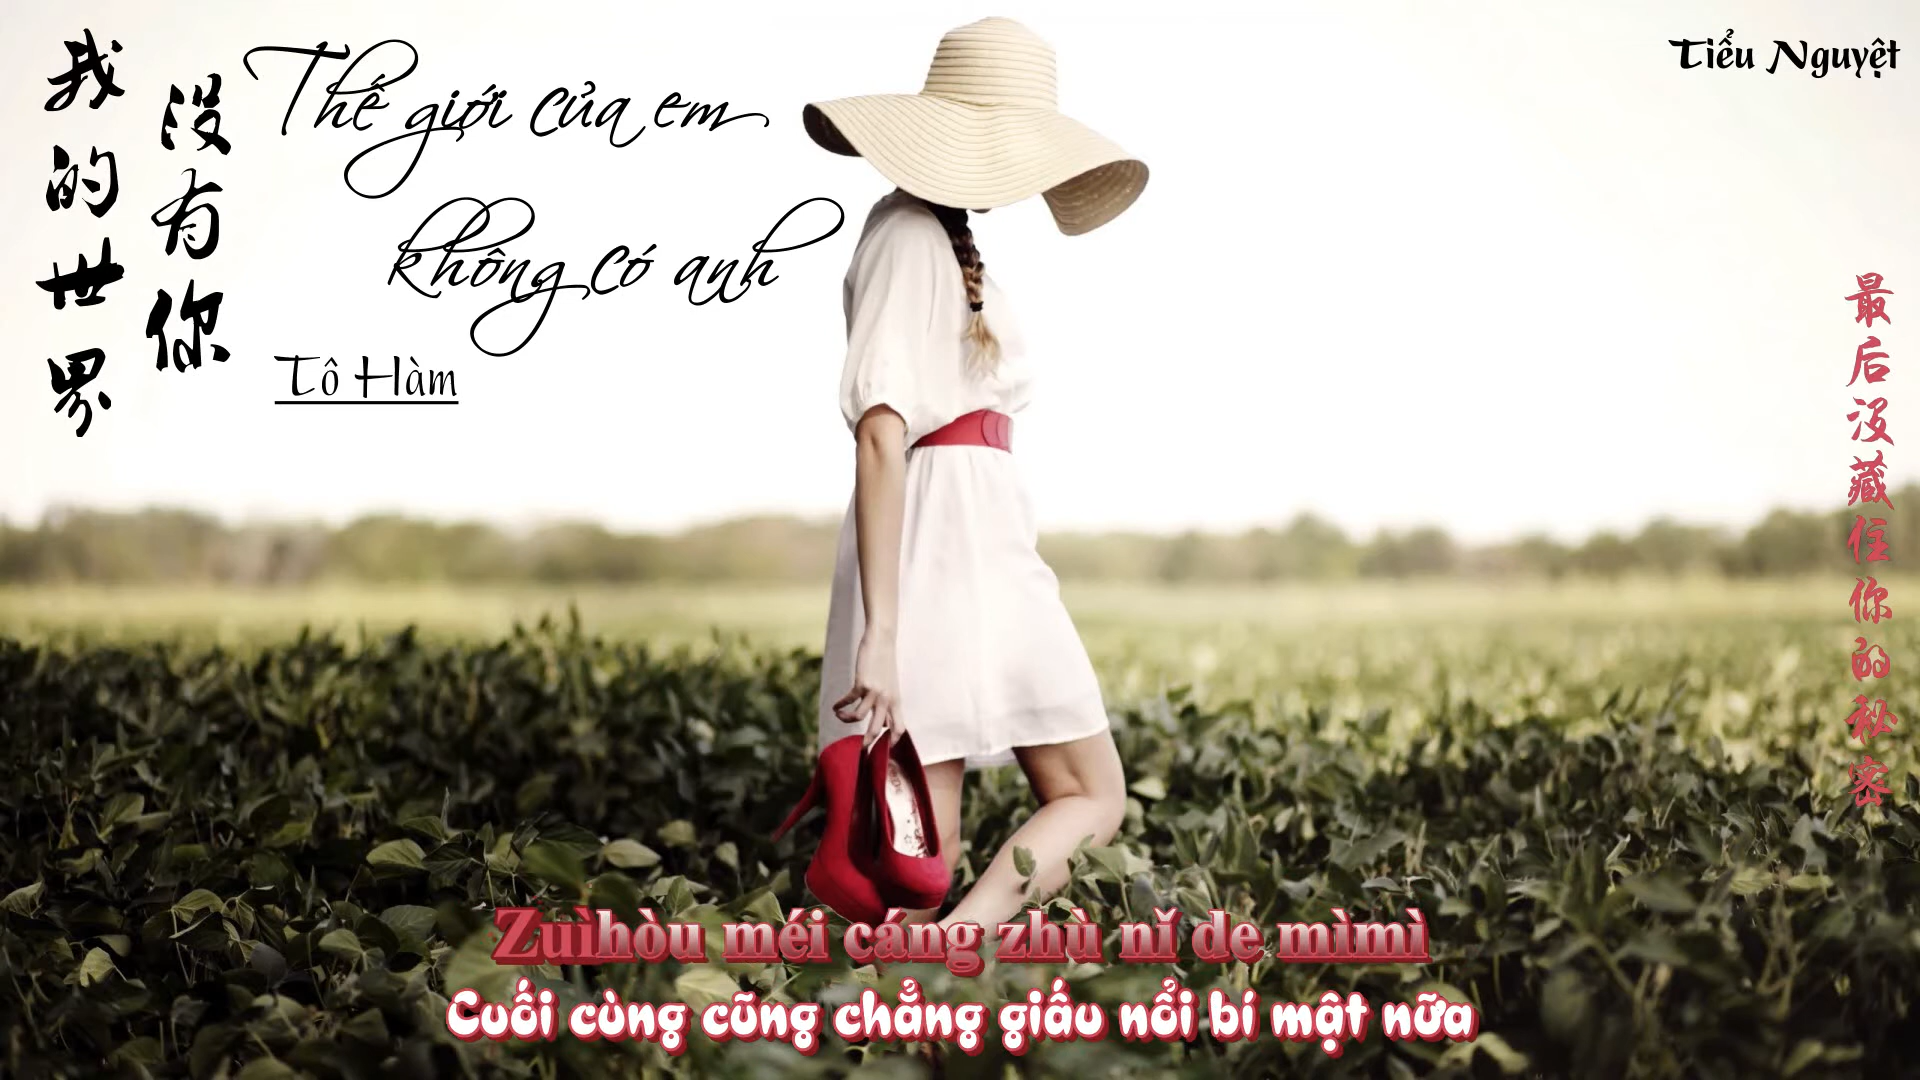 我的世界
没有你
Thế giới của em
không có anh
Tô Hàm
Tiểu Nguyệt
最后没藏住你的秘密
Zuìhòu méi cáng zhù nǐ de mìmì
Cuối cùng cũng chẳng giấu nổi bí mật nữa